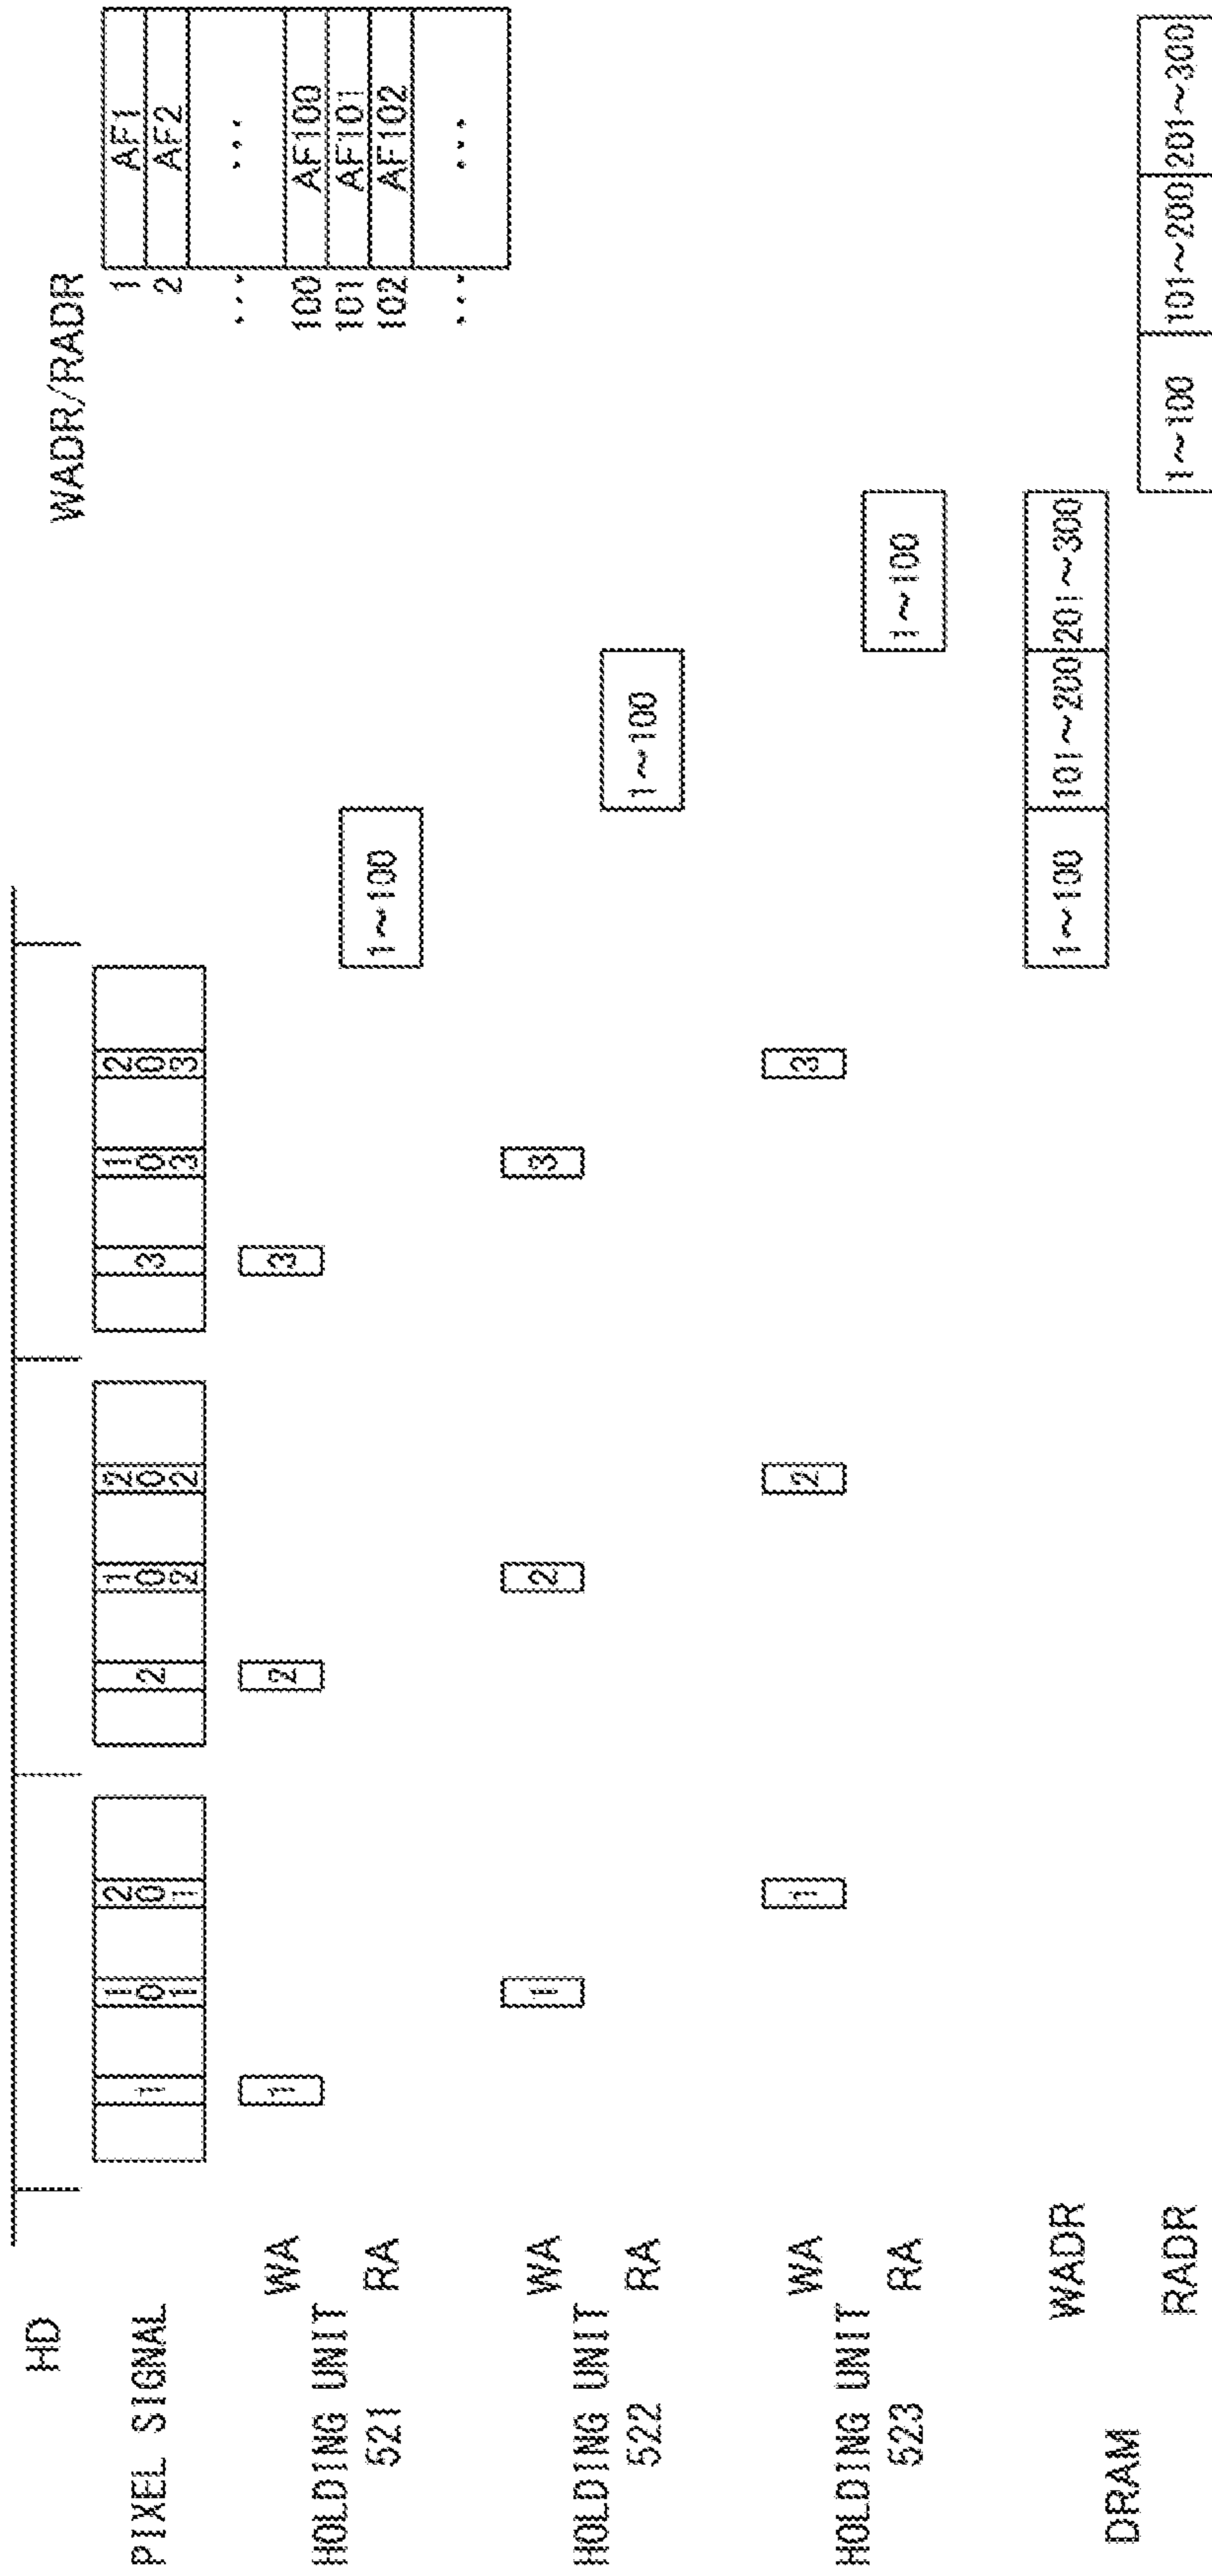 HD
PIXEL SIGNAL
1 101 201 2 102 202 3 103 203
HOLDING UNIT 521
WA
1 2 3
RA
1~100
HOLDING UNIT 522
WA
1 2 3
RA
1~100
HOLDING UNIT 523
WA
1 2 3
RA
1~100
DRAM
WADR
1~100 101~200 201~300
RADR
1~100 101~200 201~300
WADR/RADR
1 AF1
2 AF2
... ...
100 AF100
101 AF101
102 AF102
... ...